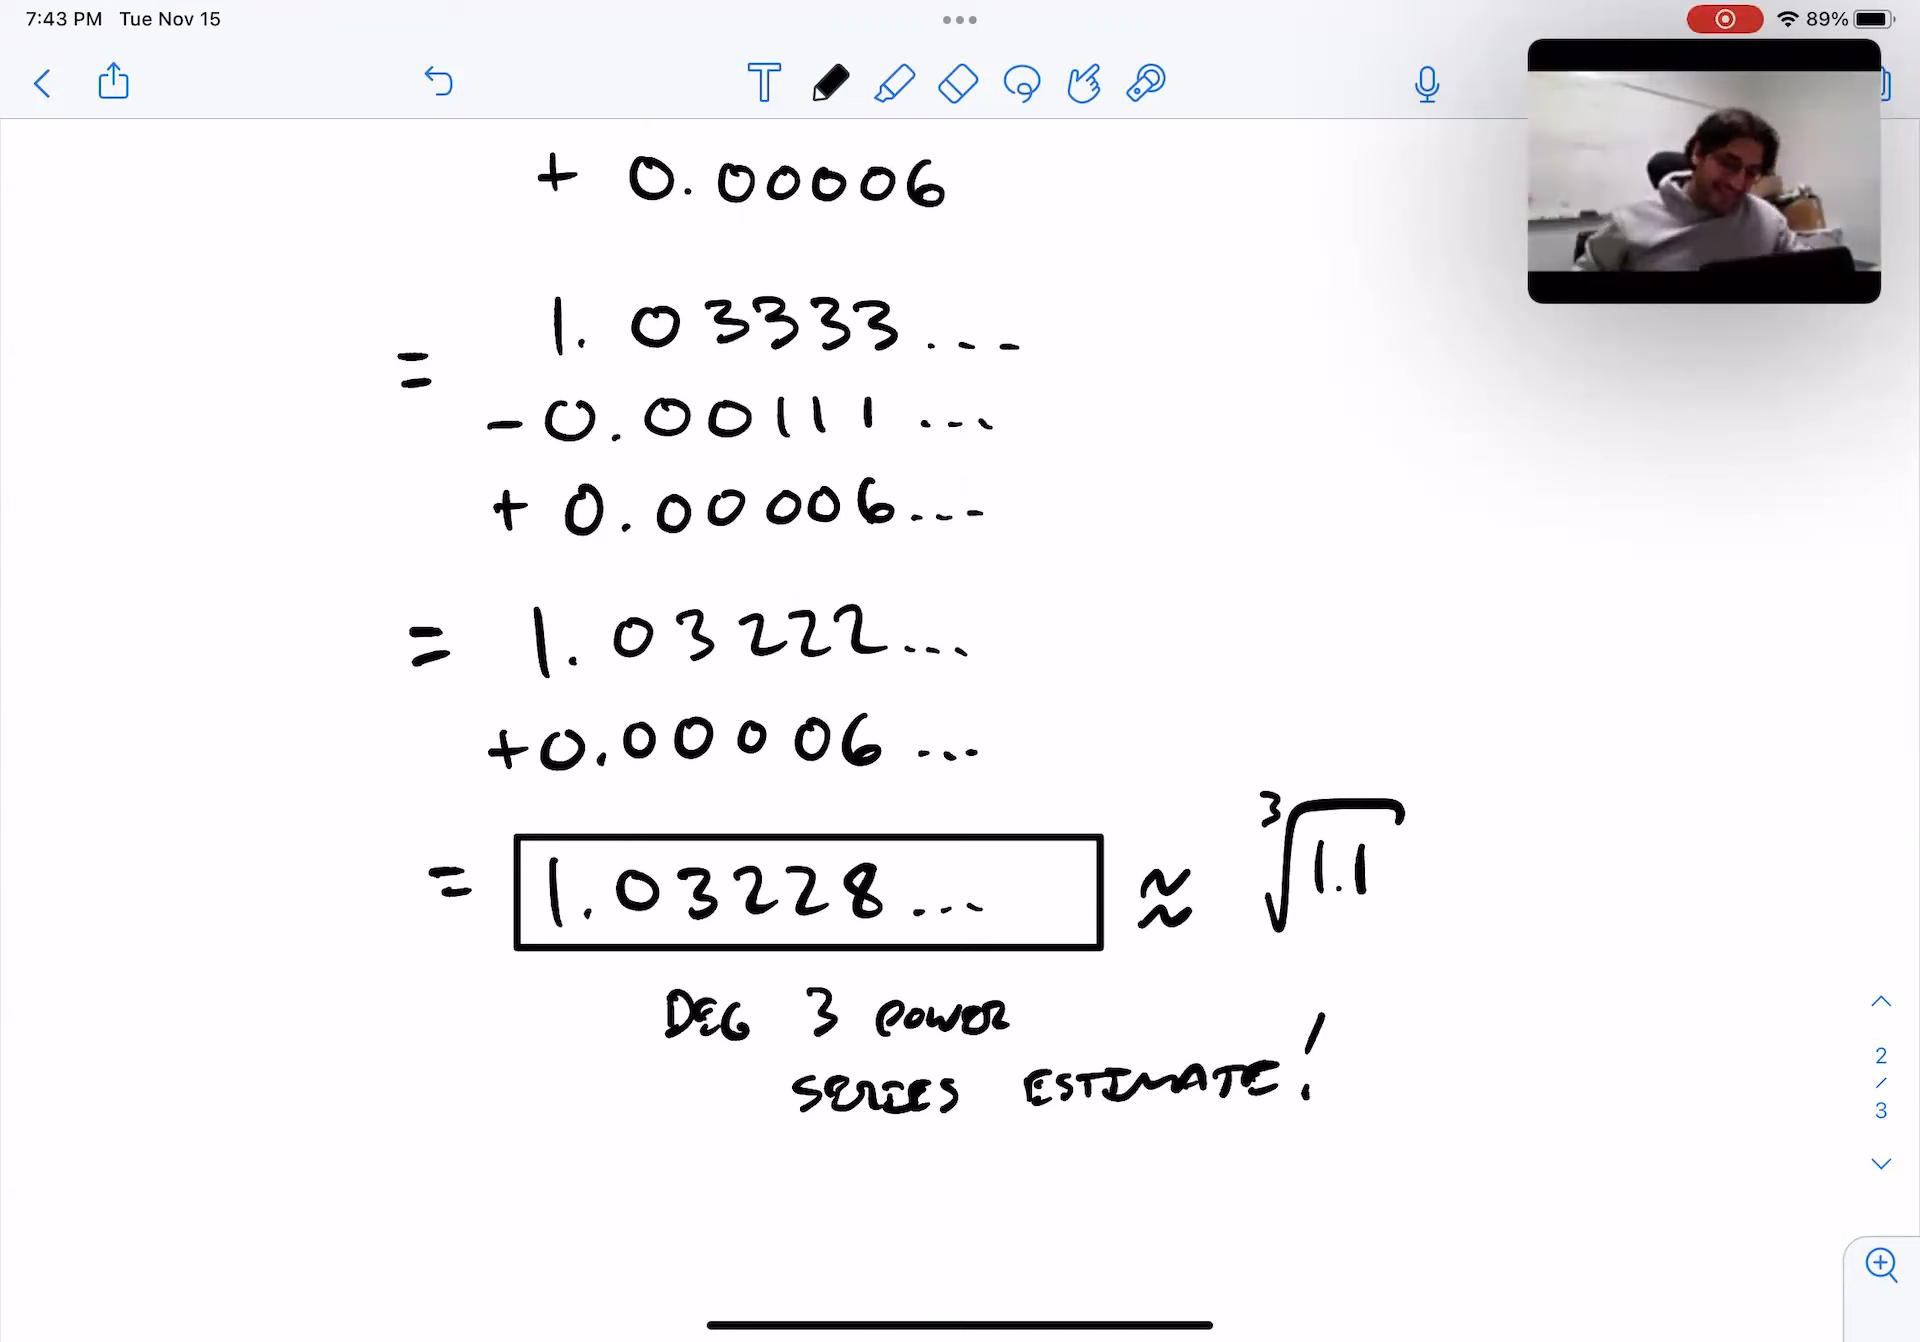 7:43 PM Tue Nov 15
89%
+ 0.00006
= 1.03333...
- 0.00111...
+ 0.00006...
= 1.03222...
+0.00006...
= 1.03228... ≈ ∛1.1
DEG 3 POWER
SERIES ESTIMATE!
2
/
3